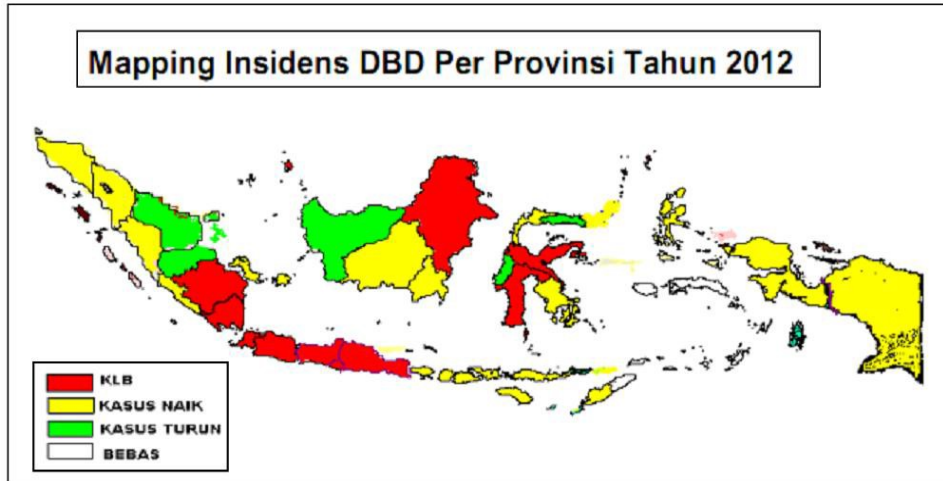 Mapping Insidens DBD Per Provinsi Tahun 2012
KLB
KASUS NAIK
KASUS TURUN
BEBAS